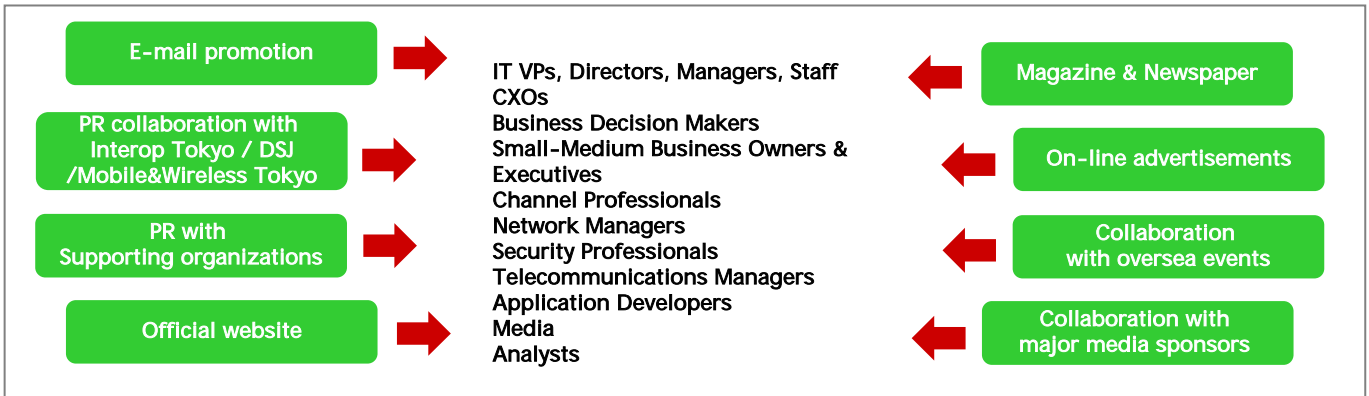 E-mail promotion
PR collaboration with
Interop Tokyo / DSJ
/Mobile&Wireless Tokyo
PR with
Supporting organizations
Official website
IT VPs, Directors, Managers, Staff
CXOs
Business Decision Makers
Small-Medium Business Owners &
Executives
Channel Professionals
Network Managers
Security Professionals
Telecommunications Managers
Application Developers
Media
Analysts
Magazine & Newspaper
On-line advertisements
Collaboration
with oversea events
Collaboration with
major media sponsors